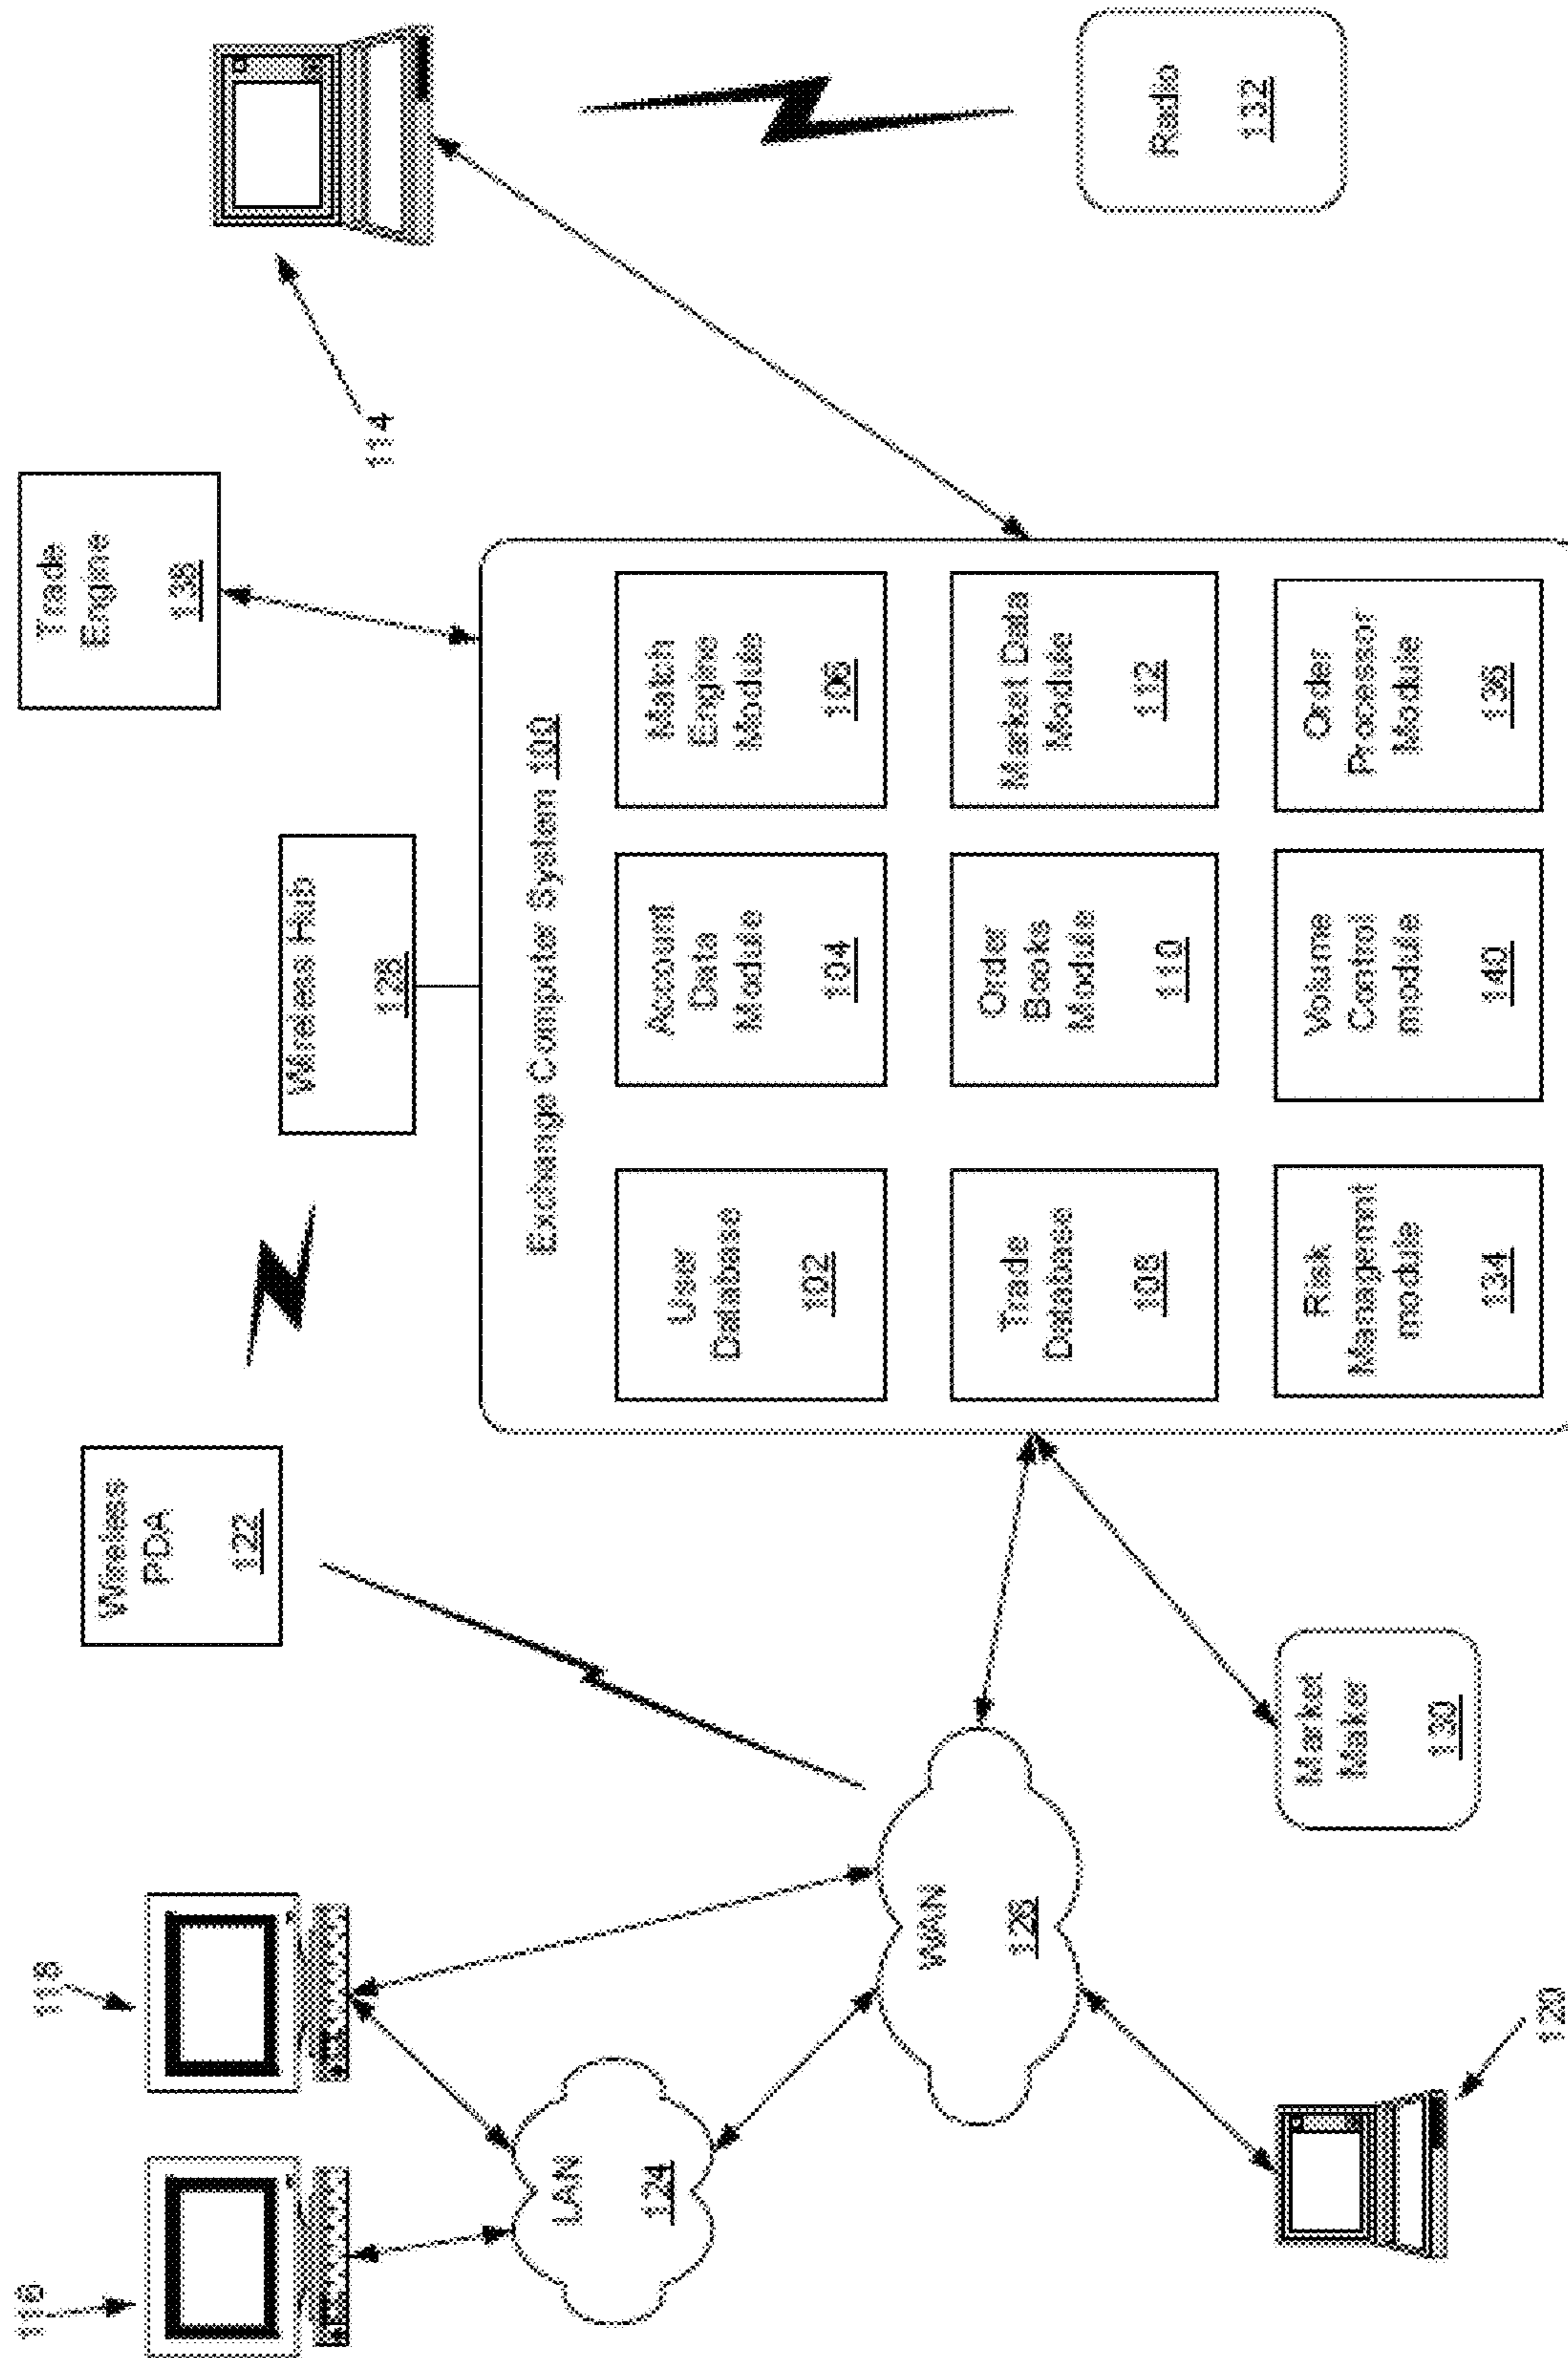 116
118
Wireless
PDA
122
Wireless Hub
128
Trade
Engine
138
114
LAN
124
Exchange Computer System 100
User
Database
102
Account
Data
Module
104
Match
Engine
Module
106
WAN
126
Trade
Database
108
Order
Books
Module
110
Market Data
Module
112
Radio
132
120
Market
Maker
130
Risk
Managemnt
module
134
Volume
Control
module
140
Order
Processor
Module
136